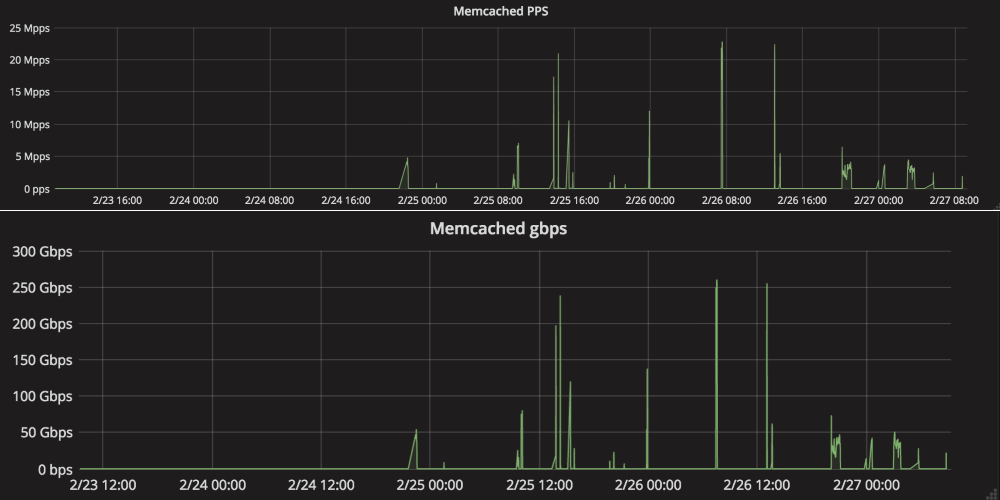 Memcached PPS
25 Mpps
20 Mpps
15 Mpps
10 Mpps
5 Mpps
0 pps
2/23 16:00 2/24 00:00 2/24 08:00 2/24 16:00 2/25 00:00 2/25 08:00 2/25 16:00 2/26 00:00 2/26 08:00 2/26 16:00 2/27 00:00 2/27 08:00
Memcached gbps
300 Gbps
250 Gbps
200 Gbps
150 Gbps
100 Gbps
50 Gbps
0 bps
2/23 12:00 2/24 00:00 2/24 12:00 2/25 00:00 2/25 12:00 2/26 00:00 2/26 12:00 2/27 00:00